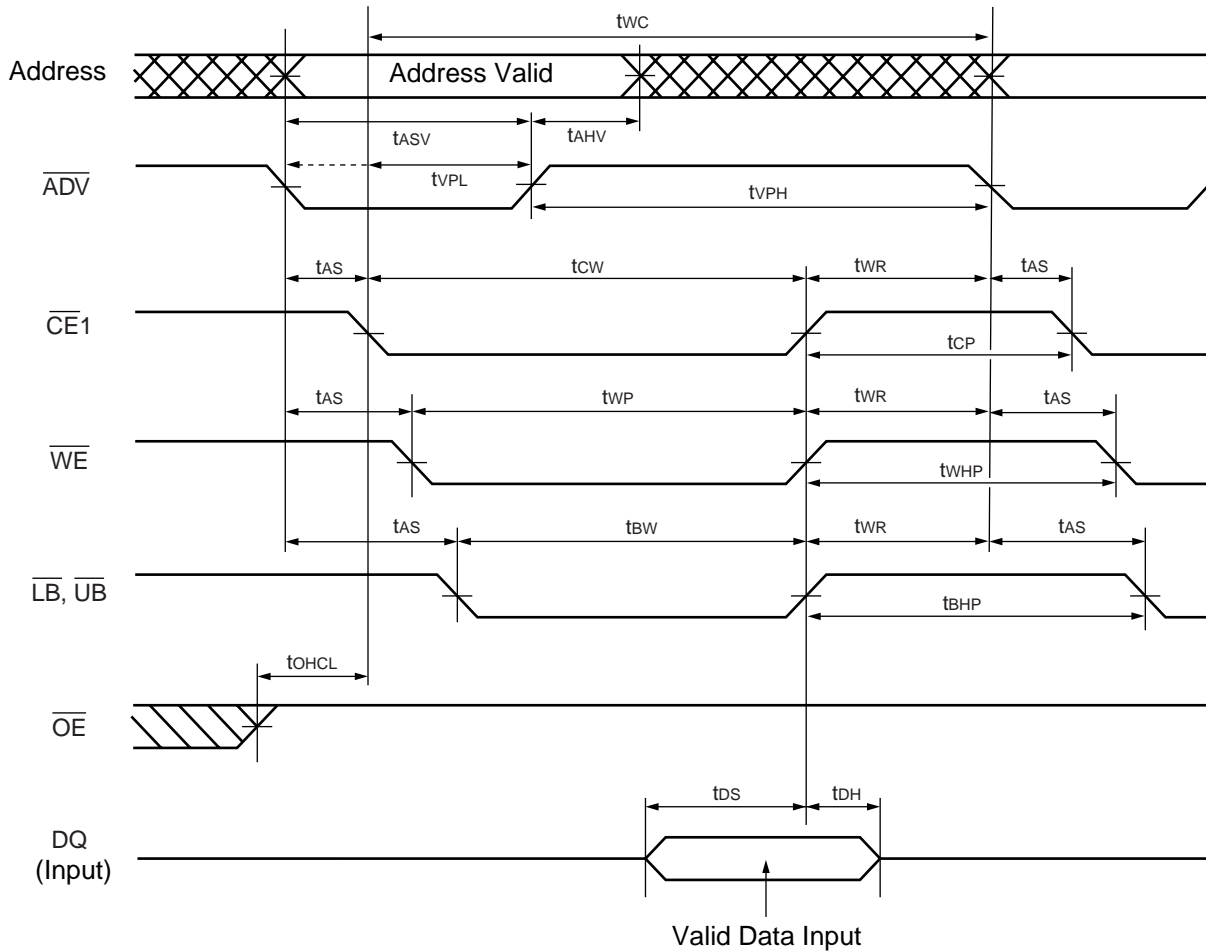 tWC
Address
Address Valid
tASV
tAHV
ADV
tVPL
tVPH
tAS
tCW
tWR
tAS
CE1
tCP
tAS
tWP
tWR
tAS
WE
tWHP
tAS
tBW
tWR
tAS
LB, UB
tBHP
tOHCL
OE
tDS
tDH
DQ
(Input)
Valid Data Input